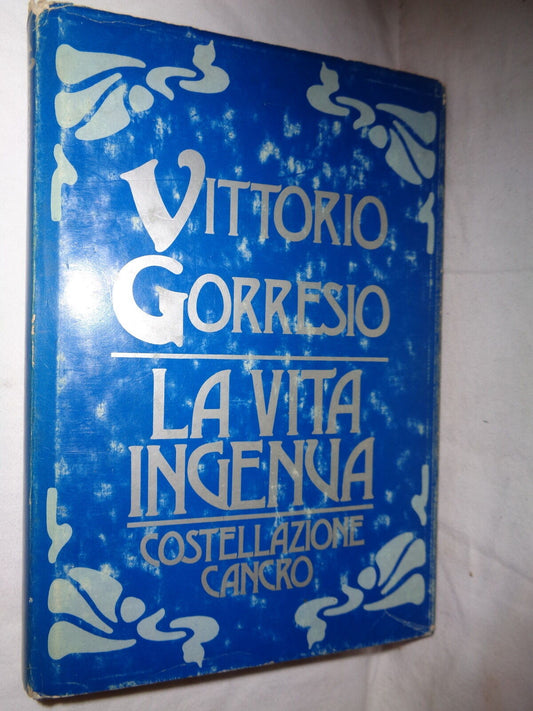 VITTORIO
GORRESIO
LA VITA
INGENUA
COSTELLAZIONE
CANCRO